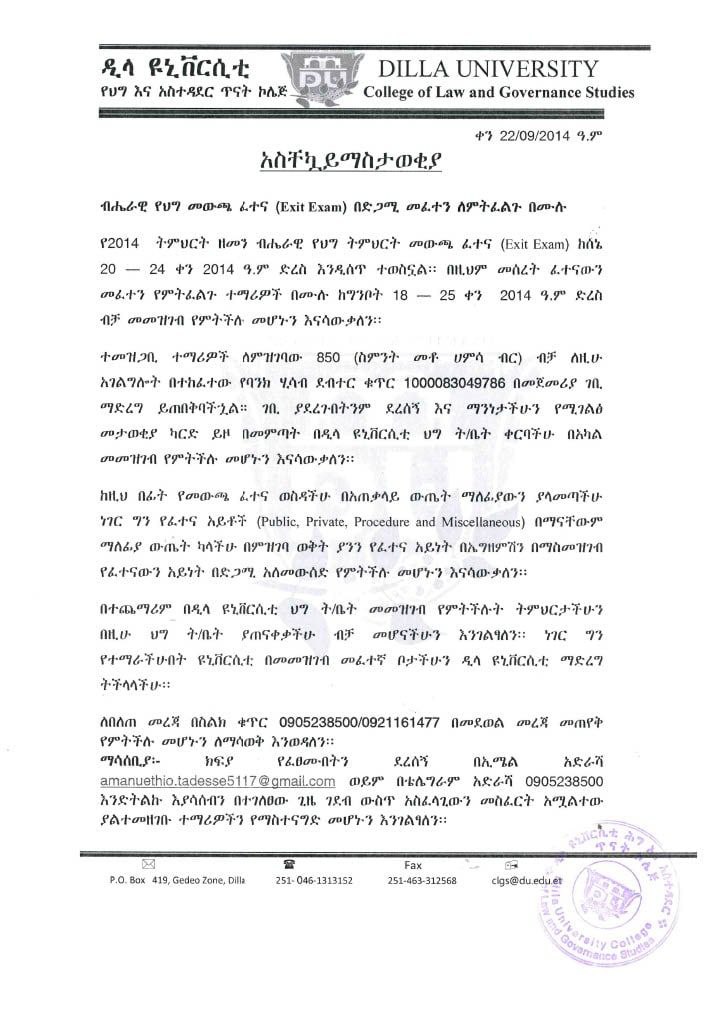 ዲላ ዩኒቨርሲቲ
DILLA UNIVERSITY
የህግ እና አስተዳደር ጥናት ኮሌጅ
College of Law and Governance Studies
DU
ቀን 22/09/2014 ዓ.ም
አስቸኳይማስታወቂያ
ብሔራዊ የህግ መውጫ ፈተና (Exit Exam) በድጋሚ መፈተን ለምትፈልጉ በሙሉ
የ2014 ትምህርት ዘመን ብሔራዊ የህግ ትምህርት መውጫ ፈተና (Exit Exam) ከሰኔ
20 — 24 ቀን 2014 ዓ.ም ድረስ እንዲሰጥ ተወስኗል፡፡ በዚህም መሰረት ፈተናውን
መፈተን የምትፈልጉ ተማሪዎች በሙሉ ከግንቦት 18 — 25 ቀን 2014 ዓ.ም ድረስ
ብቻ መመዝገብ የምትችሉ መሆኑን እናሳውቃለን፡፡
ተመዝጋቢ ተማሪዎች ለምዝገባው 850 (ስምንት መቶ ሀምሳ ብር) ብቻ ለዚሁ
አገልግሎት በተከፈተው የባንክ ሂሳብ ደብተር ቁጥር 1000083049786 በመጀመሪያ ገቢ
ማድረግ ይጠበቅባችኋል። ገቢ ያደረጉበትንም ደረሰኝ እና ማንነታችሁን የሚገልፅ
መታወቂያ ካርድ ይዞ በመምጣት በዲላ ዩኒቨርሲቲ ህግ ት/ቤት ቀርባችሁ በአካል
መመዝገብ የምትችሉ መሆኑን እናሳውቃለን፡፡
ከዚህ በፊት የመውጫ ፈተና ወስዳችሁ በአጠቃላይ ውጤት ማለፊያውን ያላመጣችሁ
ነገር ግን የፈተና አይቶች (Public, Private, Procedure and Miscellaneous) በማናቸውም
ማለፊያ ውጤት ካላችሁ በምዝገባ ወቅት ያንን የፈተና አይነት በኤግዘምሽን በማስመዝገብ
የፈተናውን አይነት በድጋሚ አለመውሰድ የምትችሉ መሆኑን እናሳውቃለን፡፡
በተጨማሪም በዲላ ዩኒቨርሲቲ ህግ ት/ቤት መመዝገብ የምትችሉት ትምህርታችሁን
በዚሁ ህግ ት/ቤት ያጠናቀቃችሁ ብቻ መሆናችሁን እንገልፃለን፡፡ ነገር ግን
የተማራችሁበት ዩኒቨርሲቲ በመመዝገብ መፈተኛ ቦታችሁን ዲላ ዩኒቨርሲቲ ማድረግ
ትችላላችሁ፡፡
ለበለጠ መረጃ በስልክ ቁጥር 0905238500/0921161477 በመደወል መረጃ መጠየቅ
የምትችሉ መሆኑን ለማሳወቅ እንወዳለን፡፡
ማሳሰቢያ፡- ክፍያ የፈፀሙበትን ደረሰኝ በኢሜል አድራሻ
amanuethio.tadesse5117@gmail.com ወይም በቴሌግራም አድራሻ 0905238500
እንድትልኩ እያሳሰብን በተገለፀው ጊዜ ገደብ ውስጥ አስፈላጊውን መስፈርት አሟልተው
ያልተመዘገቡ ተማሪዎችን የማስተናግድ መሆኑን እንገልፃለን፡፡
Fax
P.O. Box 419, Gedeo Zone, Dilla
251- 046-1313152
251-463-312568
clgs@du.edu.et
Dilla University College
of Law and Governance Studies